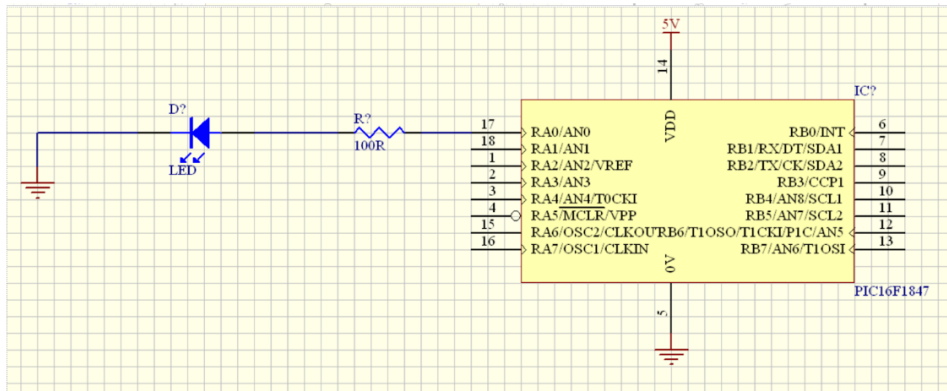 5V
14
D?
LED
R?
100R
IC?
VDD
17 RA0/AN0
18 RA1/AN1
1 RA2/AN2/VREF
2 RA3/AN3
3 RA4/AN4/T0CKI
4 RA5/MCLR/VPP
15 RA6/OSC2/CLKOU
16 RA7/OSC1/CLKIN
RB0/INT 6
RB1/RX/DT/SDA1 7
RB2/TX/CK/SDA2 8
RB3/CCP1 9
RB4/AN8/SCL1 10
RB5/AN7/SCL2 11
RB6/T1OSO/T1CKI/P1C/AN5 12
RB7/AN6/T1OSI 13
0V
PIC16F1847
5